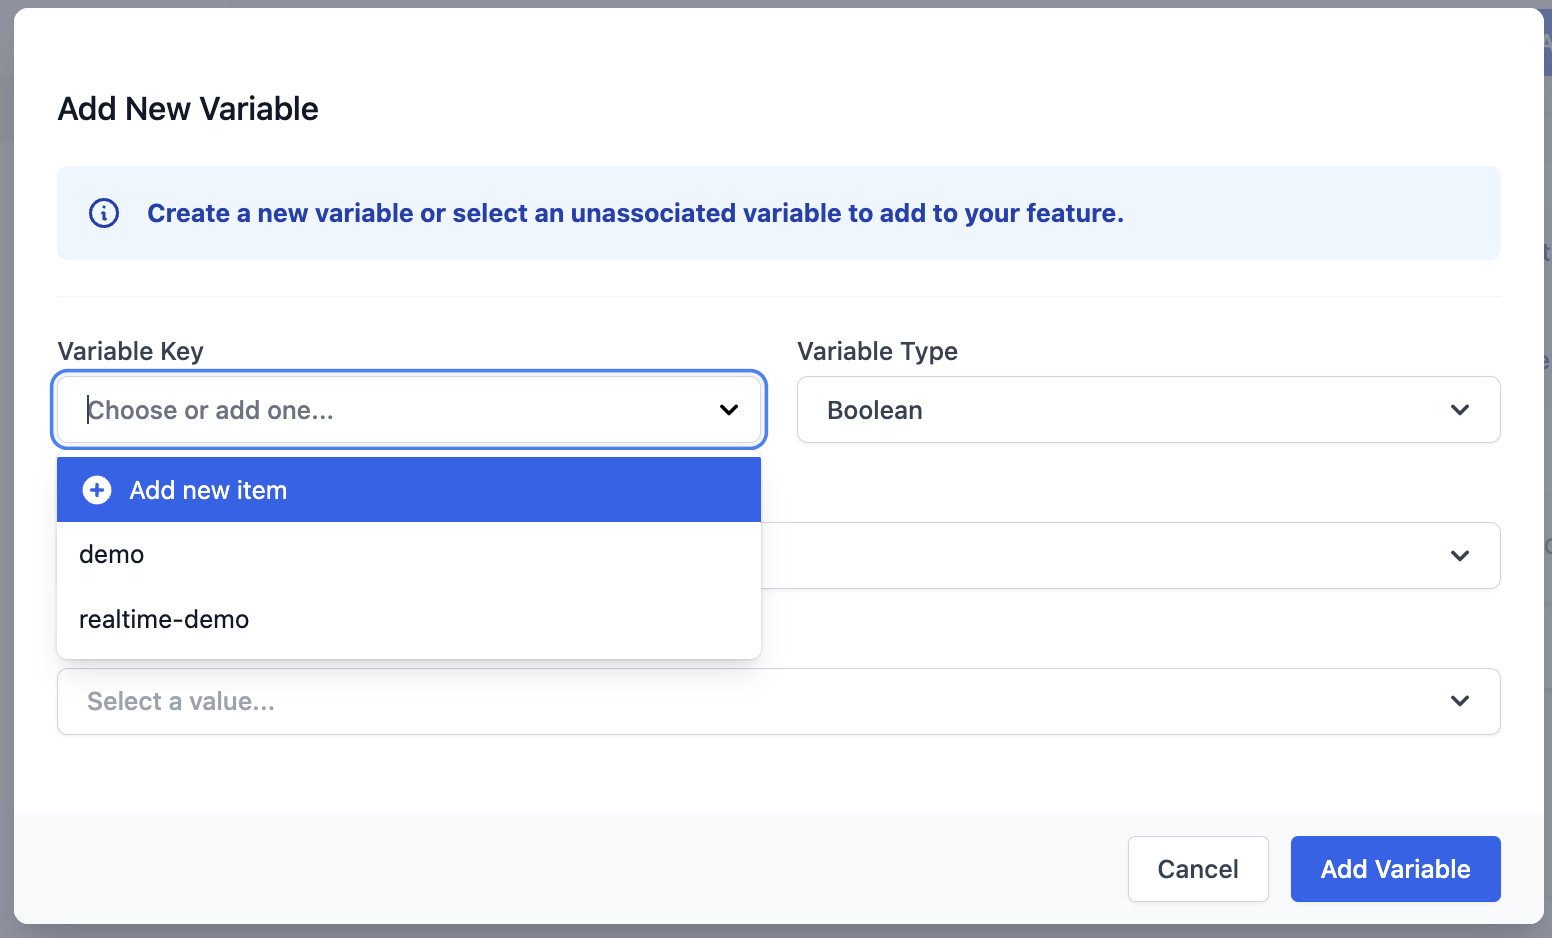 Add New Variable
Create a new variable or select an unassociated variable to add to your feature.
Variable Key
Variable Type
Choose or add one...
Boolean
Add new item
demo
realtime-demo
Select a value...
Cancel
Add Variable